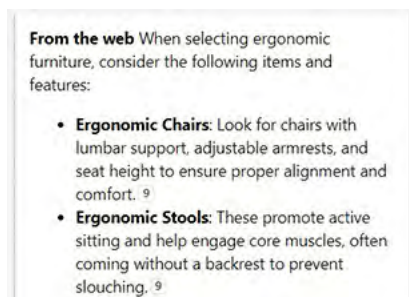 From the web When selecting ergonomic
furniture, consider the following items and
features:
• Ergonomic Chairs: Look for chairs with
lumbar support, adjustable armrests, and
seat height to ensure proper alignment and
comfort. 9
• Ergonomic Stools: These promote active
sitting and help engage core muscles, often
coming without a backrest to prevent
slouching. 9